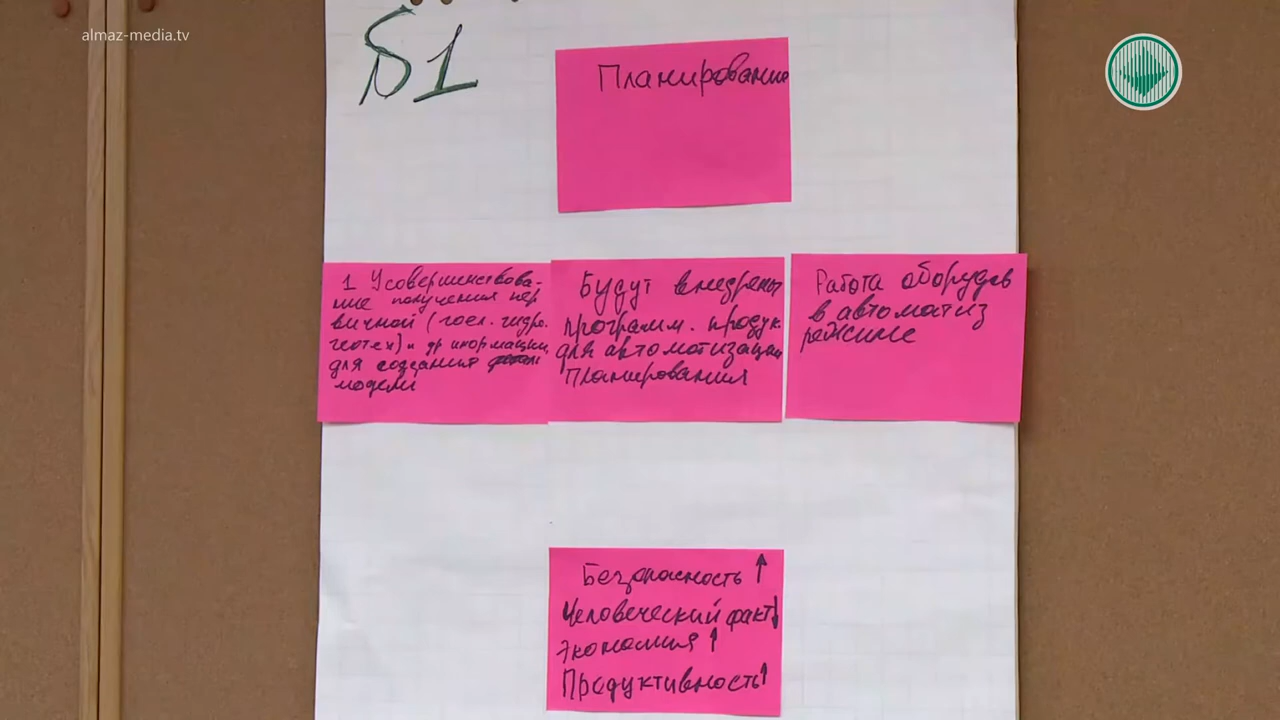 almaz-media.tv
Б1
Планирование
1 Усовершенствова-
ние получения пер
вичной (геол. гидро.
геотех) и др информации
для создания
модели
Будут внедрены
програм. продук.
для автоматизации
планирования
Работа оборудов
в автоматиз
режиме
Безопасность ↑
Человеческий факт↓
Экономия ↑
Продуктивность↑